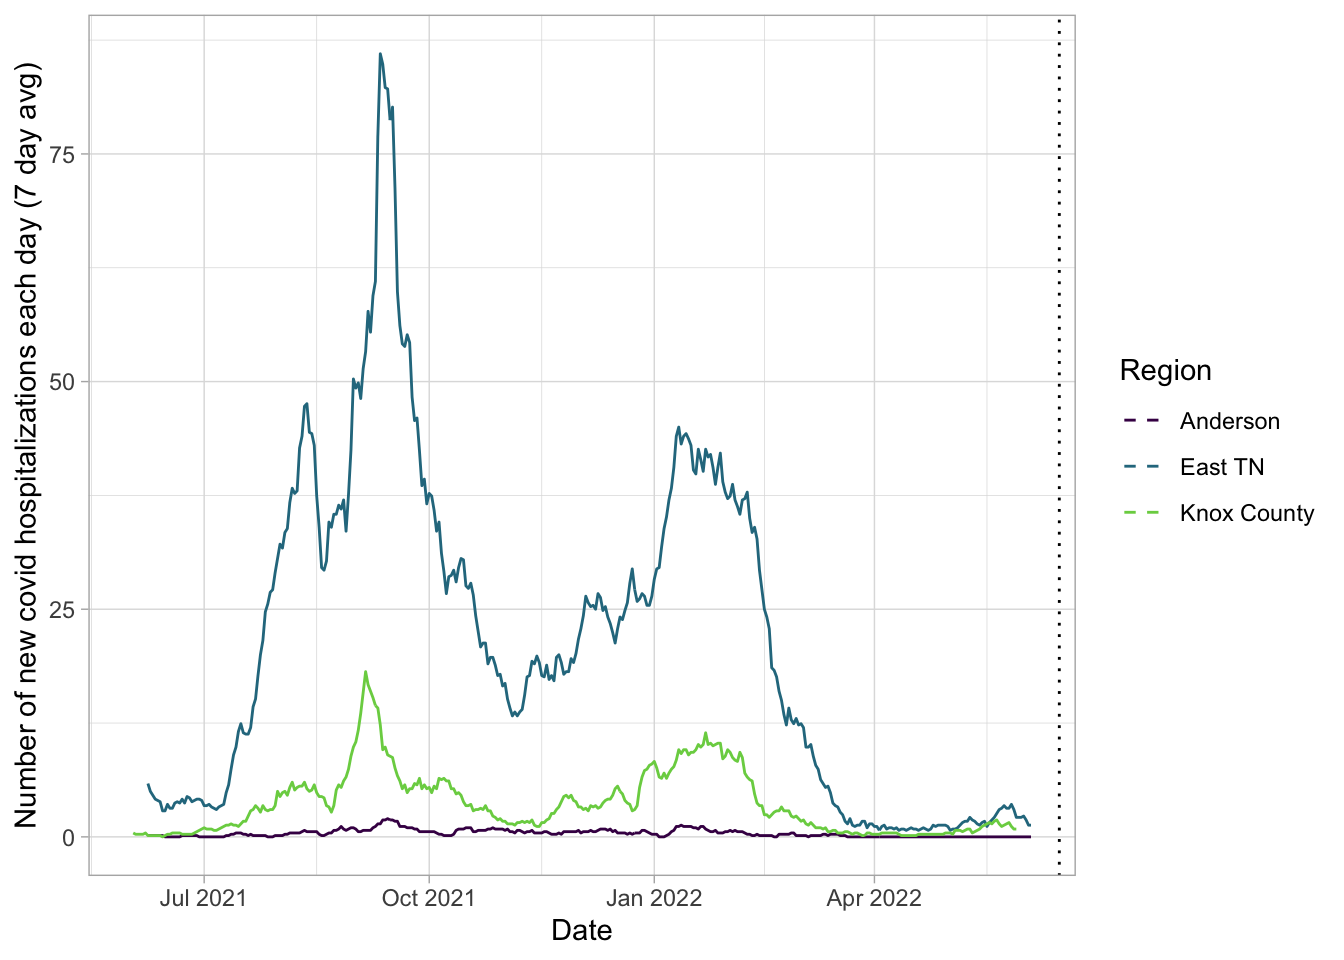 Number of new covid hospitalizations each day (7 day avg)
75
50
25
0
Jul 2021
Oct 2021
Jan 2022
Apr 2022
Date
Region
Anderson
East TN
Knox County